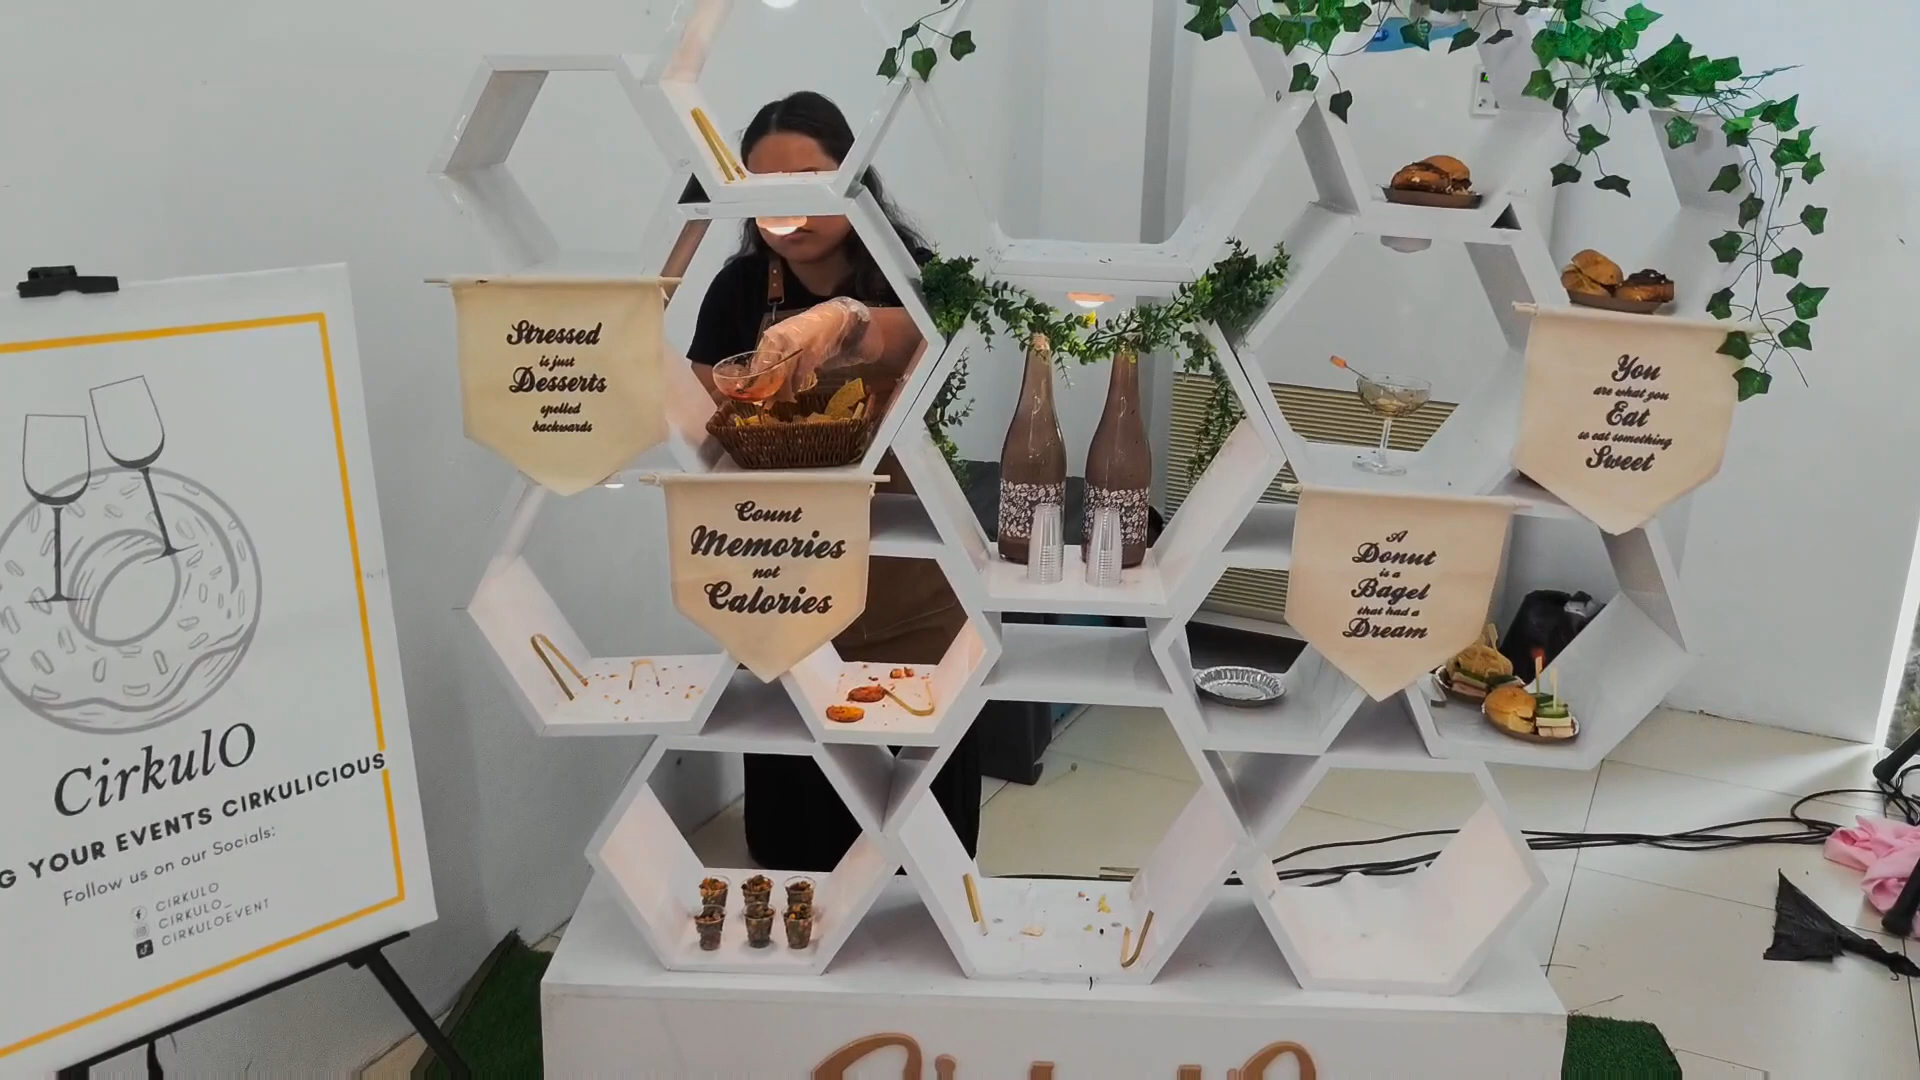 CirkulO
G YOUR EVENTS CIRKULICIOUS
Follow us on our Socials:
CIRKULO
CIRKULO_
CIRKULOEVENT
Stressed
is just
Desserts
spelled
backwards
Count
Memories
not
Calories
A
Donut
is a
Bagel
that had a
Dream
You
are what you
Eat
so eat something
Sweet